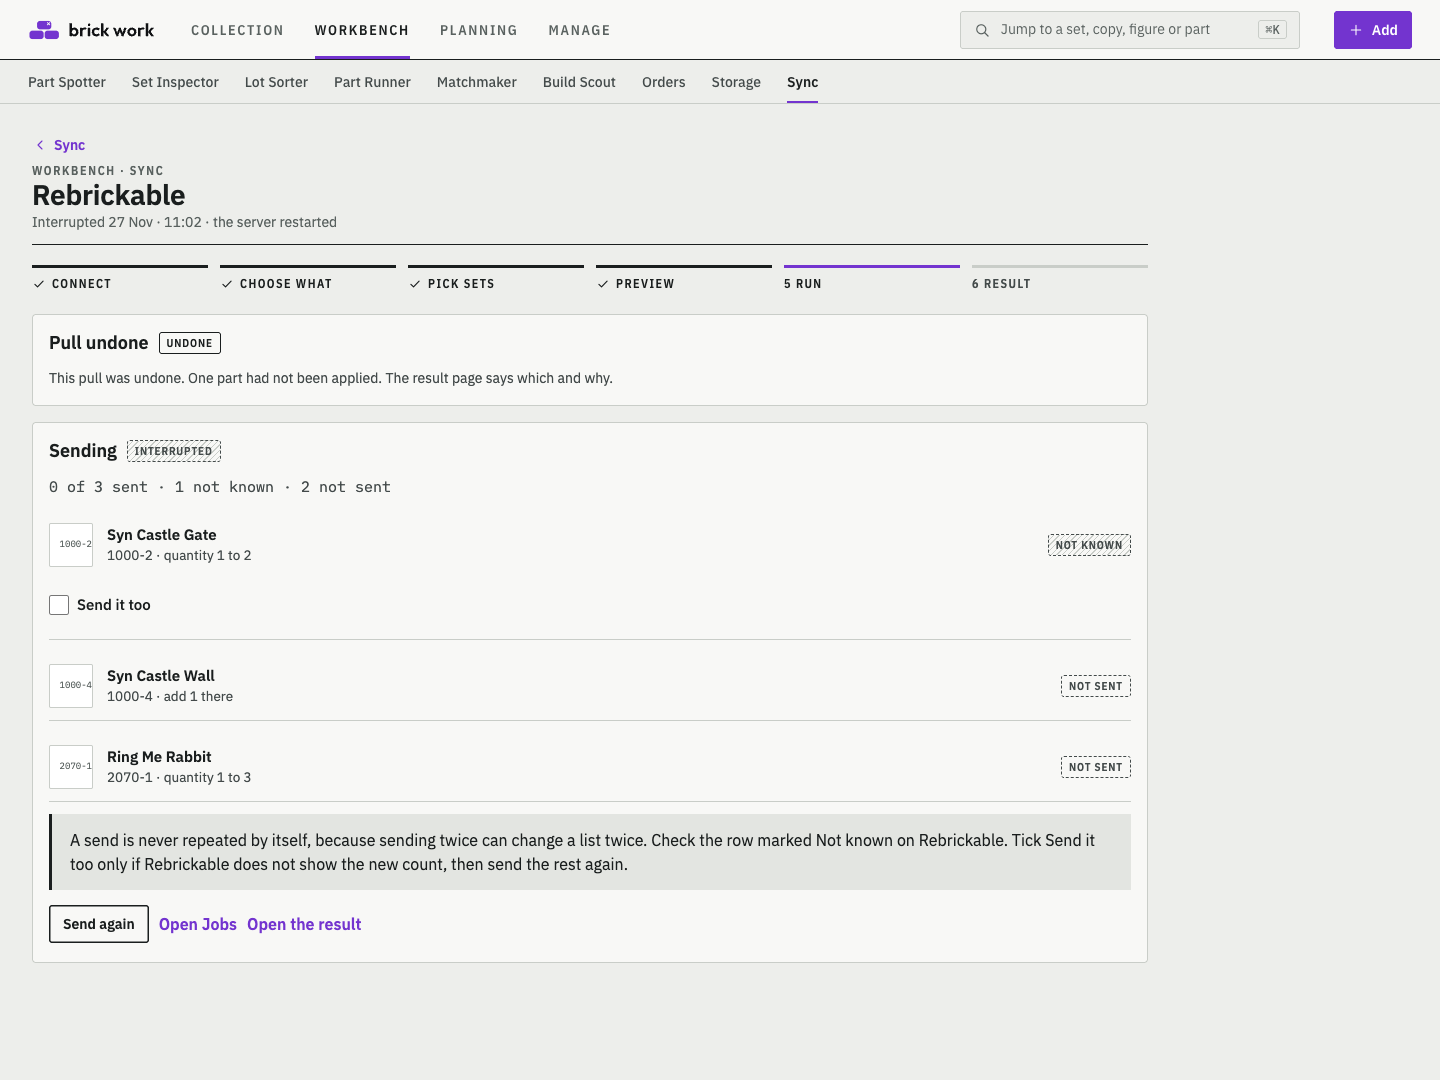 brick work
COLLECTION
WORKBENCH
PLANNING
MANAGE
Jump to a set, copy, figure or part
⌘K
+ Add
Part Spotter
Set Inspector
Lot Sorter
Part Runner
Matchmaker
Build Scout
Orders
Storage
Sync
Sync
WORKBENCH · SYNC
Rebrickable
Interrupted 27 Nov · 11:02 · the server restarted
CONNECT
CHOOSE WHAT
PICK SETS
PREVIEW
5 RUN
6 RESULT
Pull undone UNDONE
This pull was undone. One part had not been applied. The result page says which and why.
Sending INTERRUPTED
0 of 3 sent · 1 not known · 2 not sent
1000-2
Syn Castle Gate
1000-2 · quantity 1 to 2
NOT KNOWN
Send it too
1000-4
Syn Castle Wall
1000-4 · add 1 there
NOT SENT
2070-1
Ring Me Rabbit
2070-1 · quantity 1 to 3
NOT SENT
A send is never repeated by itself, because sending twice can change a list twice. Check the row marked Not known on Rebrickable. Tick Send it
too only if Rebrickable does not show the new count, then send the rest again.
Send again
Open Jobs
Open the result